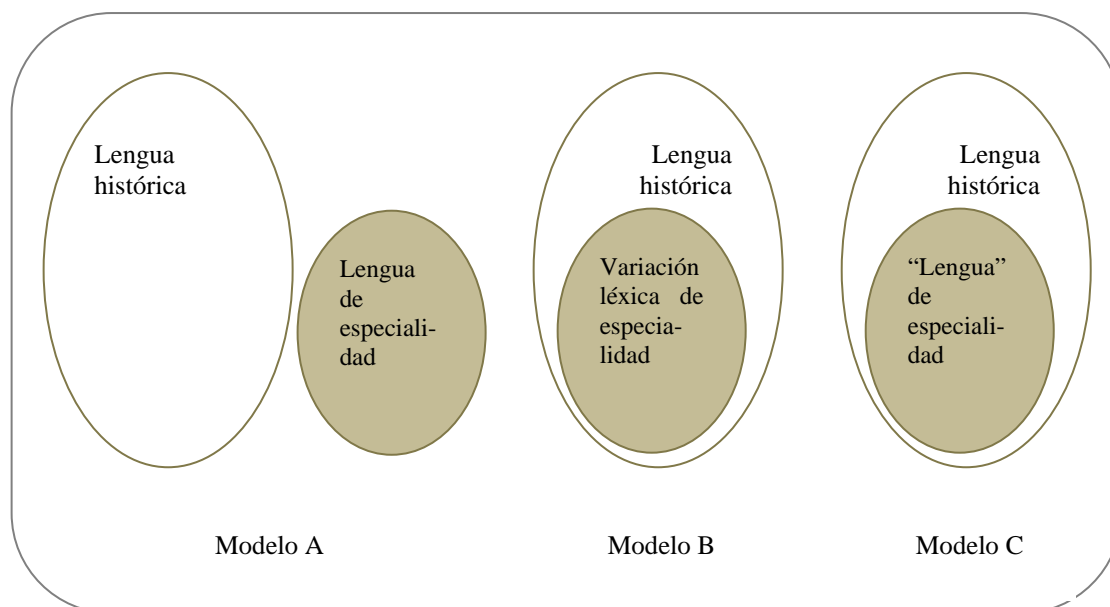 Lengua
histórica
Lengua
de
especiali-
dad
Modelo A
Lengua
histórica
Variación
léxica de
especia-
lidad
Modelo B
Lengua
histórica
“Lengua”
de
especiali-
dad
Modelo C